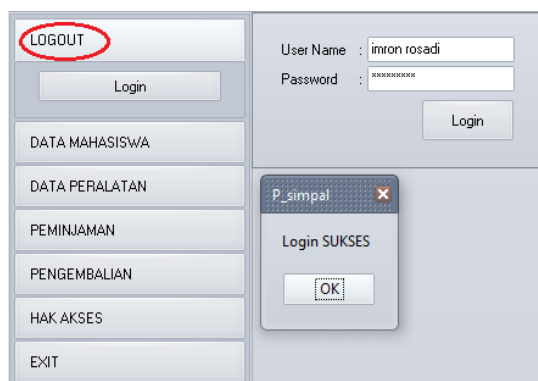 LOGOUT
Login
DATA MAHASISWA
DATA PERALATAN
PEMINJAMAN
PENGEMBALIAN
HAK AKSES
EXIT
User Name : imron rosadi
Password : *********
Login
P_simpal
Login SUKSES
OK